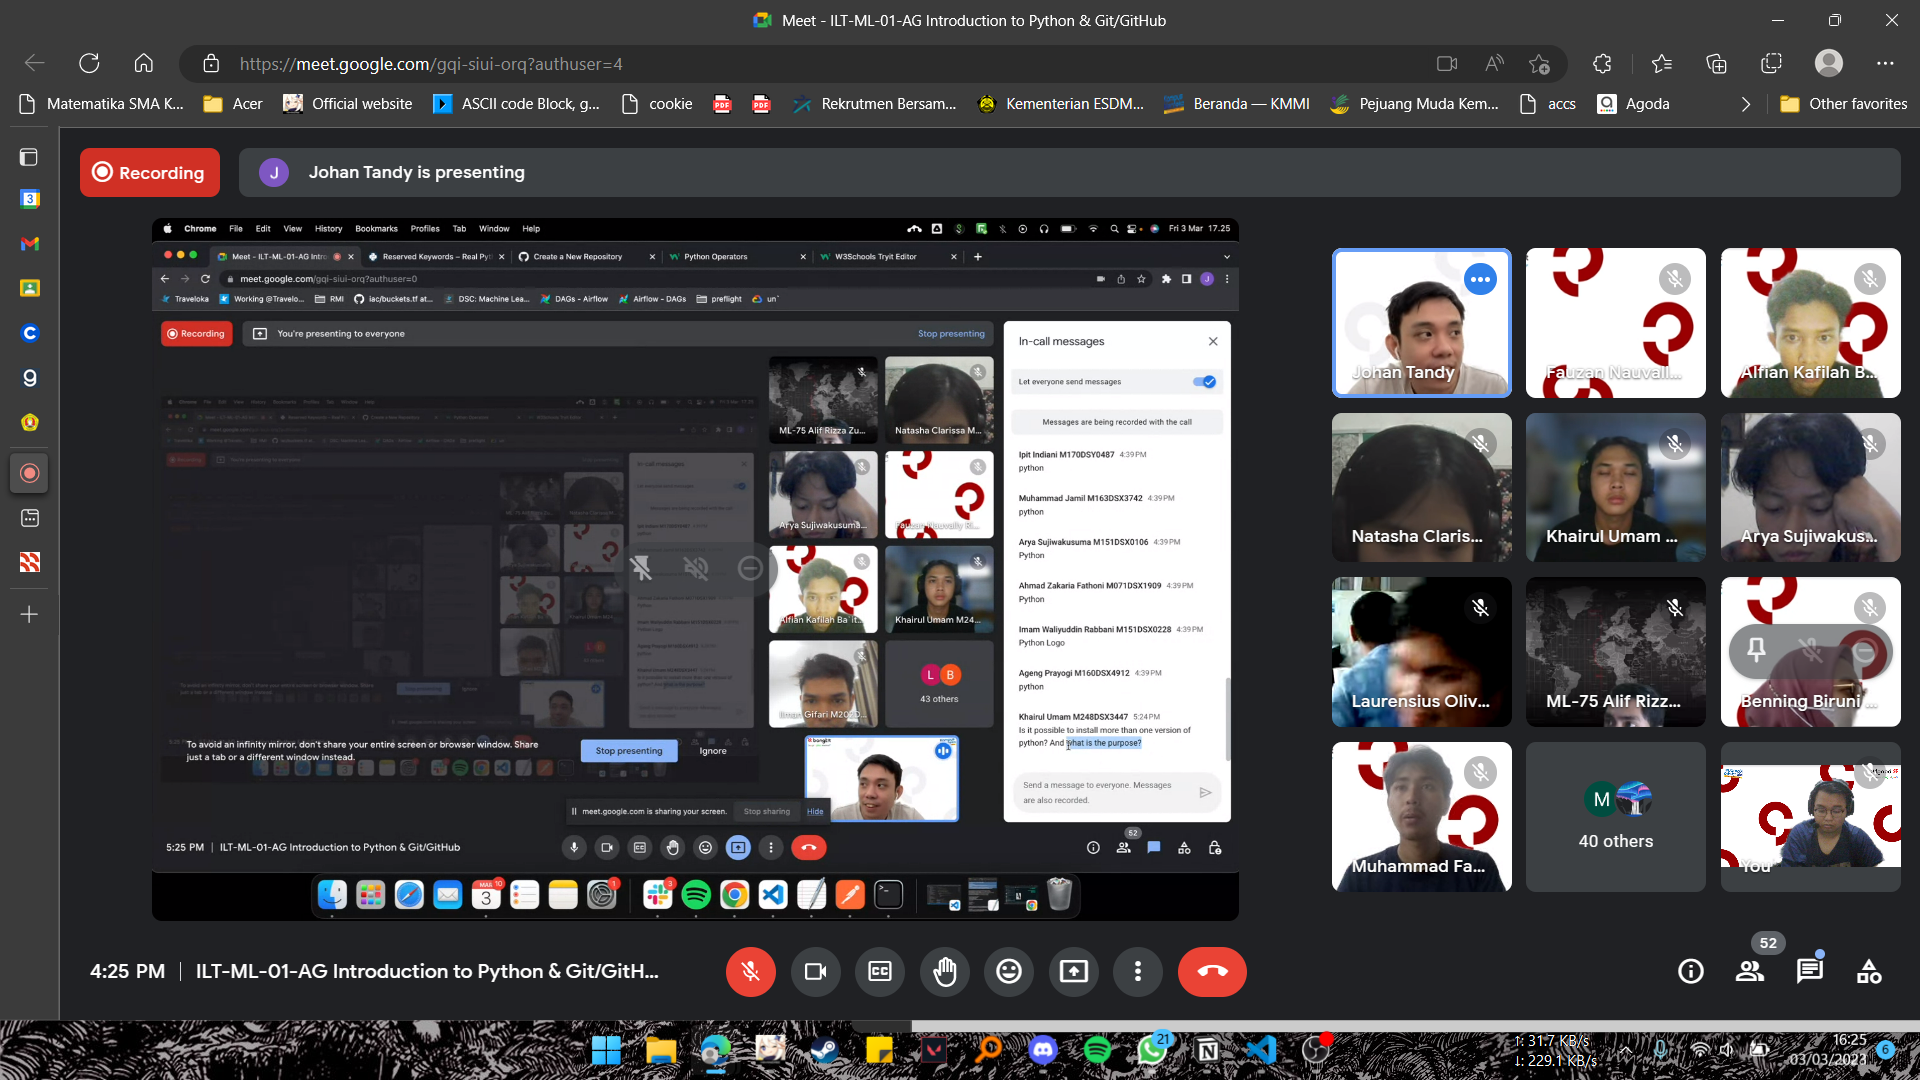 Meet - ILT-ML-01-AG Introduction to Python & Git/GitHub
https://meet.google.com/gqi-siui-orq?authuser=4
Matematika SMA K...
Acer
Official website
ASCII code Block, g...
cookie
PDF
PDF
Rekrutmen Bersam...
Kementerian ESDM...
Beranda — KMMI
Pejuang Muda Kem...
accs
Agoda
Other favorites
Recording
J
Johan Tandy is presenting
Chrome File Edit View History Bookmarks Profiles Tab Window Help
Fri 3 Mar 17.25
Meet - ILT-ML-01-AG Intro
Reserved Keywords – Real Pyt
Create a New Repository
Python Operators
W3Schools Tryit Editor
meet.google.com/gqi-siui-orq?authuser=0
Traveloka
Working @Travelo...
RMI
iac/buckets.tf at...
DSC: Machine Lea...
DAGs - Airflow
Airflow - DAGs
preflight
un'
Recording
You're presenting to everyone
Stop presenting
In-call messages
Let everyone send messages
Messages are being recorded with the call
Ipit Indiani M170DSY0487 4:39 PM
python
Muhammad Jamil M163DSX3742 4:39 PM
python
Arya Sujiwakusuma M151DSX0106 4:39 PM
Python
Ahmad Zakaria Fathoni M071DSX1909 4:39 PM
Python
Imam Waliyuddin Rabbani M151DSX0228 4:39 PM
Python Logo
Ageng Prayogi M160DSX4912 4:39 PM
python
Khairul Umam M248DSX3447 5:24 PM
Is it possible to install more than one version of
python? And what is the purpose?
Send a message to everyone. Messages
are also recorded.
ML-75 Alif Rizza Zu...
Natasha Clarissa M...
Arya Sujiwakusuma...
Fauzan Nauvally Ri...
Alfian Kafilah Ba it...
Khairul Umam M24...
Ilman Gifari M200D...
L B
43 others
To avoid an infinity mirror, don't share your entire screen or browser window. Share
just a tab or a different window instead.
Stop presenting
Ignore
meet.google.com is sharing your screen.
Stop sharing
Hide
5:25 PM | ILT-ML-01-AG Introduction to Python & Git/GitHub
52
Johan Tandy
Fauzan Nauvall...
Alfian Kafilah B...
Natasha Claris...
Khairul Umam ...
Arya Sujiwakus...
Laurensius Oliv...
ML-75 Alif Rizz...
Benning Biruni ...
Muhammad Fa...
M
40 others
You
4:25 PM | ILT-ML-01-AG Introduction to Python & Git/GitH...
52
21
↑: 31.7 KB/s
↓: 229.1 KB/s
16:25
03/03/2023
6